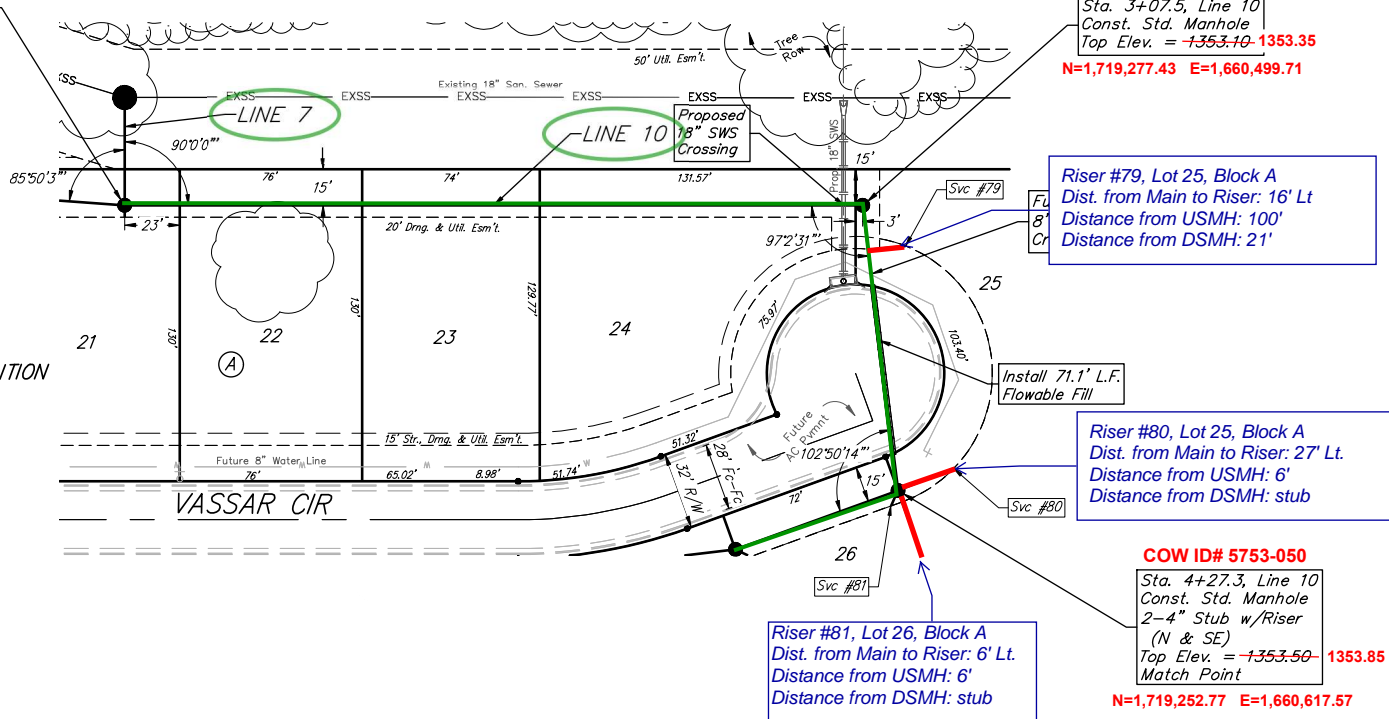 Sta. 3+07.5, Line 10
Const. Std. Manhole
Top Elev. = 1353.10 1353.35
N=1,719,277.43 E=1,660,499.71
Tree
Row
50' Util. Esm't.
Existing 18" San. Sewer
EXSS
EXSS
EXSS
EXSS
EXSS
EXSS
LINE 7
LINE 10
Proposed
18" SWS
Crossing
Prop. 18" SWS
90°0'0"
85°50'3"
76'
15'
74'
131.57'
15'
23'
20' Drng. & Util. Esm't.
3'
97°2'31"
Svc #79
Fu
8"
Cr
Riser #79, Lot 25, Block A
Dist. from Main to Riser: 16' Lt
Distance from USMH: 100'
Distance from DSMH: 21'
25
130'
130'
129.77'
75.97'
103.40'
21
22
23
24
A
ITION
Install 71.1' L.F.
Flowable Fill
Future
AC Pvmnt
15' Str., Drng. & Util. Esm't.
51.32'
28' Fc-Fc
32' R/W
102°50'14"
Future 8" Water Line
W
W
W
76'
65.02'
8.98'
51.74'
72'
15'
VASSAR CIR
Riser #80, Lot 25, Block A
Dist. from Main to Riser: 27' Lt.
Distance from USMH: 6'
Distance from DSMH: stub
Svc #80
26
Svc #81
Riser #81, Lot 26, Block A
Dist. from Main to Riser: 6' Lt.
Distance from USMH: 6'
Distance from DSMH: stub
COW ID# 5753-050
Sta. 4+27.3, Line 10
Const. Std. Manhole
2-4" Stub w/Riser
(N & SE)
Top Elev. = 1353.50 1353.85
Match Point
N=1,719,252.77 E=1,660,617.57